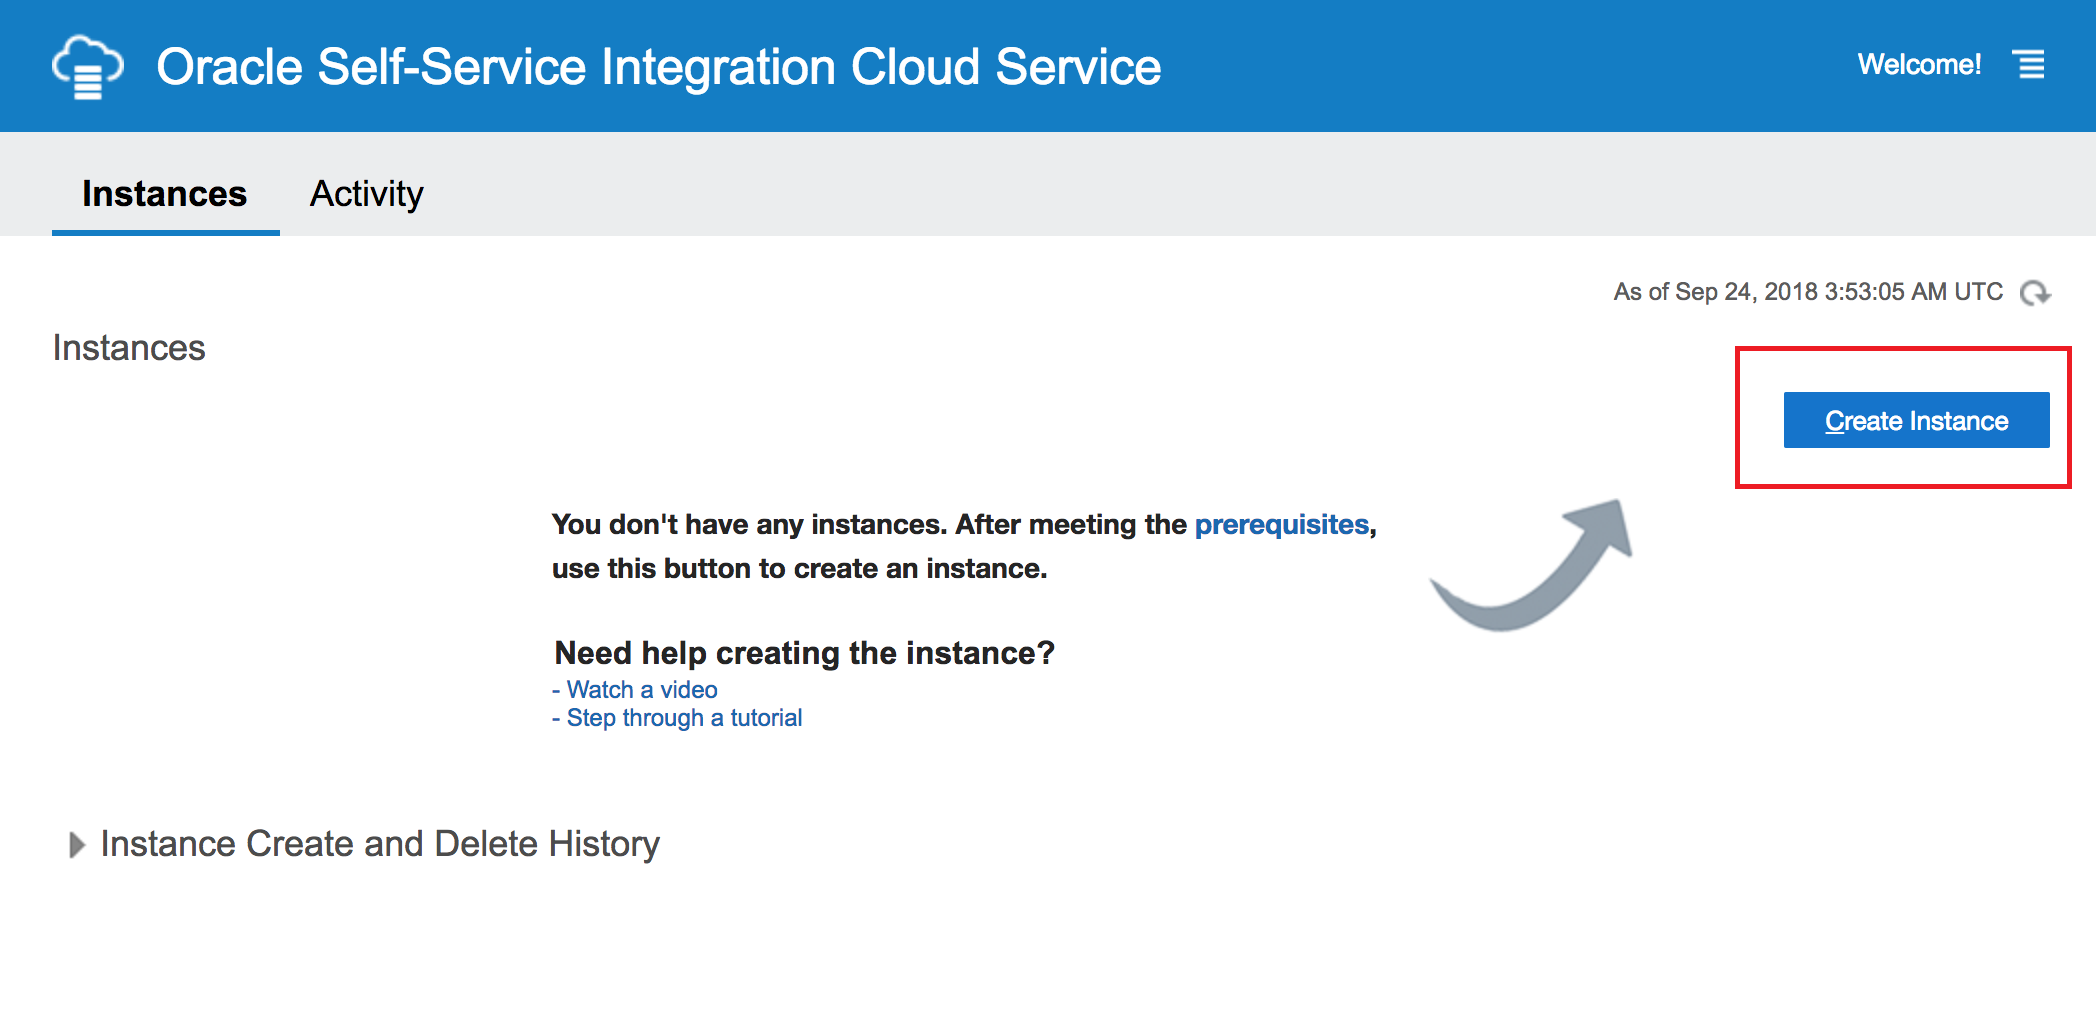 Oracle Self-Service Integration Cloud Service
Welcome!
Instances
Activity
As of Sep 24, 2018 3:53:05 AM UTC
Instances
Create Instance
You don't have any instances. After meeting the prerequisites,
use this button to create an instance.
Need help creating the instance?
- Watch a video
- Step through a tutorial
Instance Create and Delete History